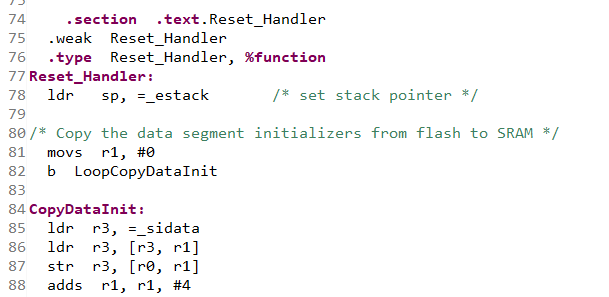 74     .section  .text.Reset_Handler
75   .weak  Reset_Handler
76   .type  Reset_Handler, %function
77 Reset_Handler:
78   ldr   sp, =_estack       /* set stack pointer */
79
80 /* Copy the data segment initializers from flash to SRAM */
81   movs  r1, #0
82   b  LoopCopyDataInit
83
84 CopyDataInit:
85   ldr  r3, =_sidata
86   ldr  r3, [r3, r1]
87   str  r3, [r0, r1]
88   adds  r1, r1, #4